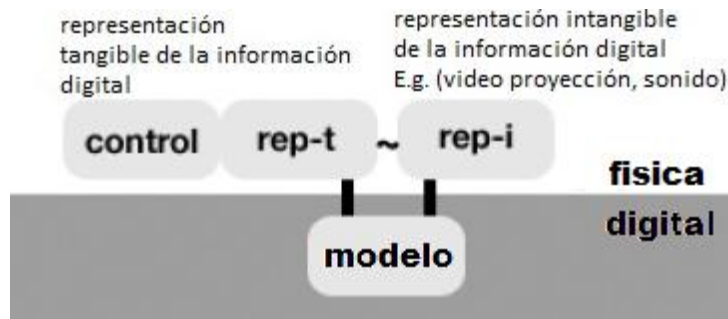 representación
tangible de la información
digital
representación intangible
de la información digital
E.g. (video proyección, sonido)
control rep-t ~ rep-i
fisica
digital
modelo